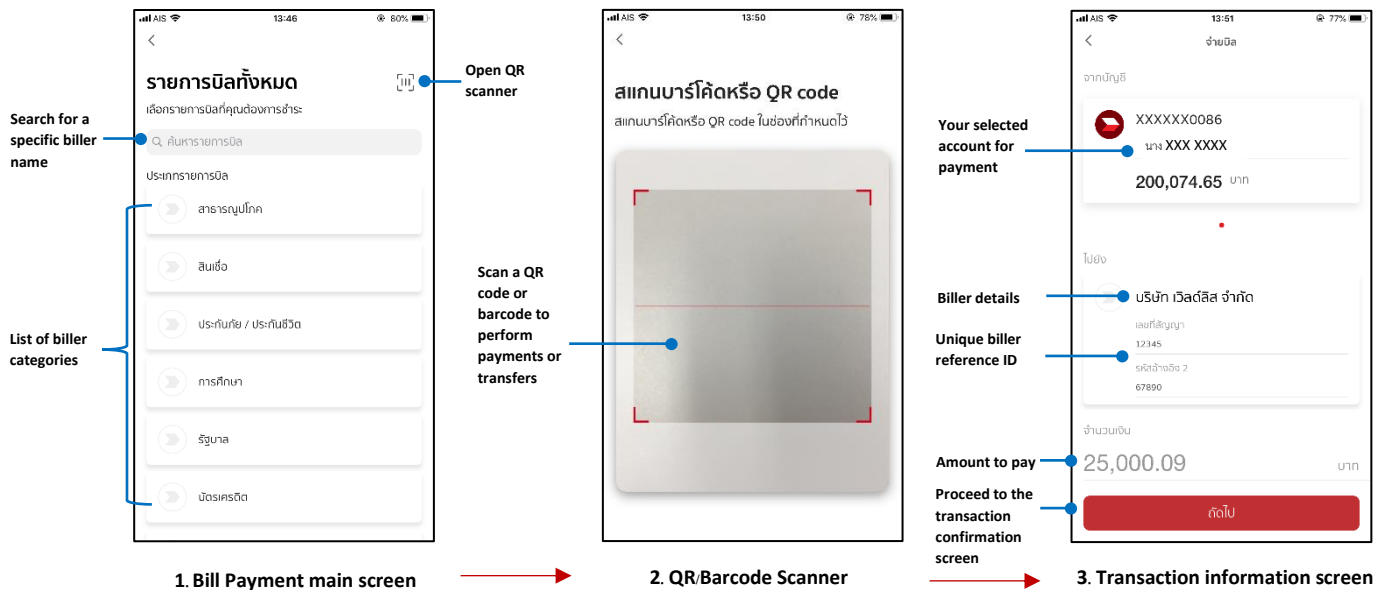 AIS 13:46 80%
รายการบิลทั้งหมด
เลือกรายการบิลที่คุณต้องการชำระ
ค้นหารายการบิล
ประเภทรายการบิล
สาธารณูปโภค
สินเชื่อ
ประกันภัย / ประกันชีวิต
การศึกษา
รัฐบาล
บัตรเครดิต
Search for a
specific biller
name
List of biller
categories
Open QR
scanner
1. Bill Payment main screen
AIS 13:50 78%
สแกนบาร์โค้ดหรือ QR code
สแกนบาร์โค้ดหรือ QR code ในช่องที่กำหนดไว้
Scan a QR
code or
barcode to
perform
payments or
transfers
2. QR/Barcode Scanner
AIS 13:51 77%
จ่ายบิล
จากบัญชี
XXXXXX0086
นาง XXX XXXX
200,074.65 บาท
ไปยัง
บริษัท เวิลด์ลีส จำกัด
เลขที่สัญญา
12345
รหัสอ้างอิง 2
67890
จำนวนเงิน
25,000.09 บาท
ถัดไป
Your selected
account for
payment
Biller details
Unique biller
reference ID
Amount to pay
Proceed to the
transaction
confirmation
screen
3. Transaction information screen